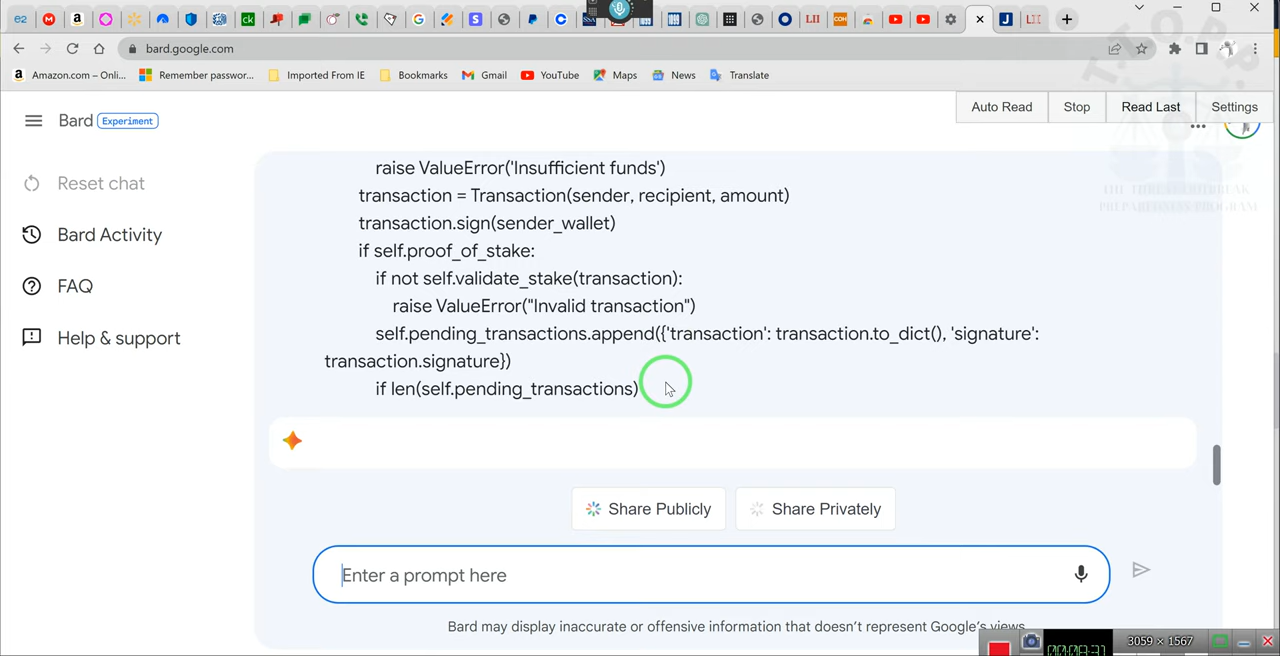 bard.google.com
Amazon.com – Onli...
Remember passwor...
Imported From IE
Bookmarks
Gmail
YouTube
Maps
News
Translate
Auto Read
Stop
Read Last
Settings
Bard
Experiment
Reset chat
Bard Activity
FAQ
Help & support
raise ValueError('Insufficient funds')
transaction = Transaction(sender, recipient, amount)
transaction.sign(sender_wallet)
if self.proof_of_stake:
if not self.validate_stake(transaction):
raise ValueError("Invalid transaction")
self.pending_transactions.append({'transaction': transaction.to_dict(), 'signature':
transaction.signature})
if len(self.pending_transactions)
Share Publicly
Share Privately
Enter a prompt here
Bard may display inaccurate or offensive information that doesn't represent Google's views.
3059 × 1567